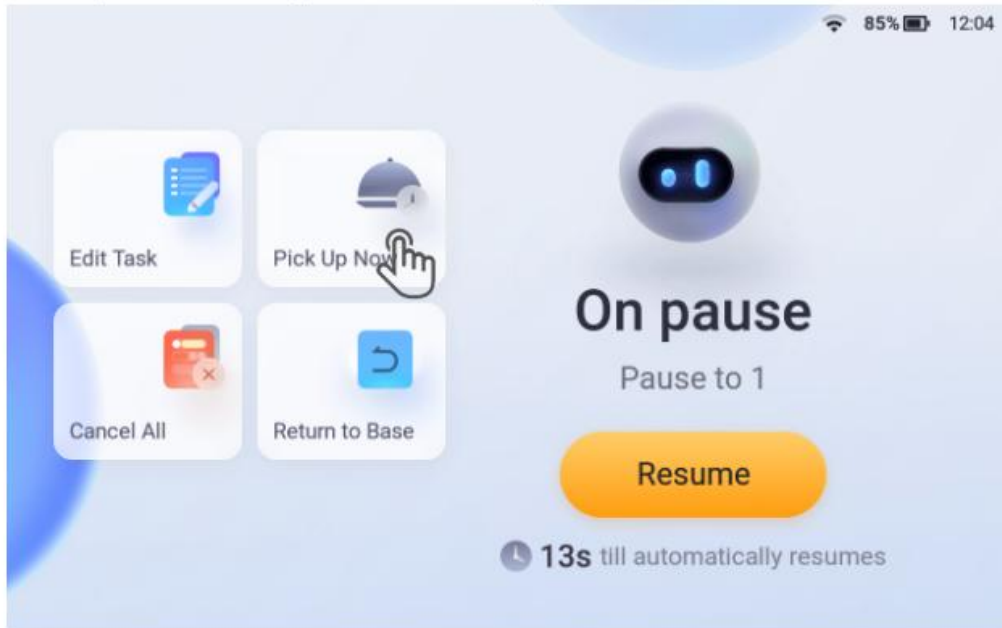 85% 12:04
Edit Task
Pick Up Now
Cancel All
Return to Base
On pause
Pause to 1
Resume
13s till automatically resumes